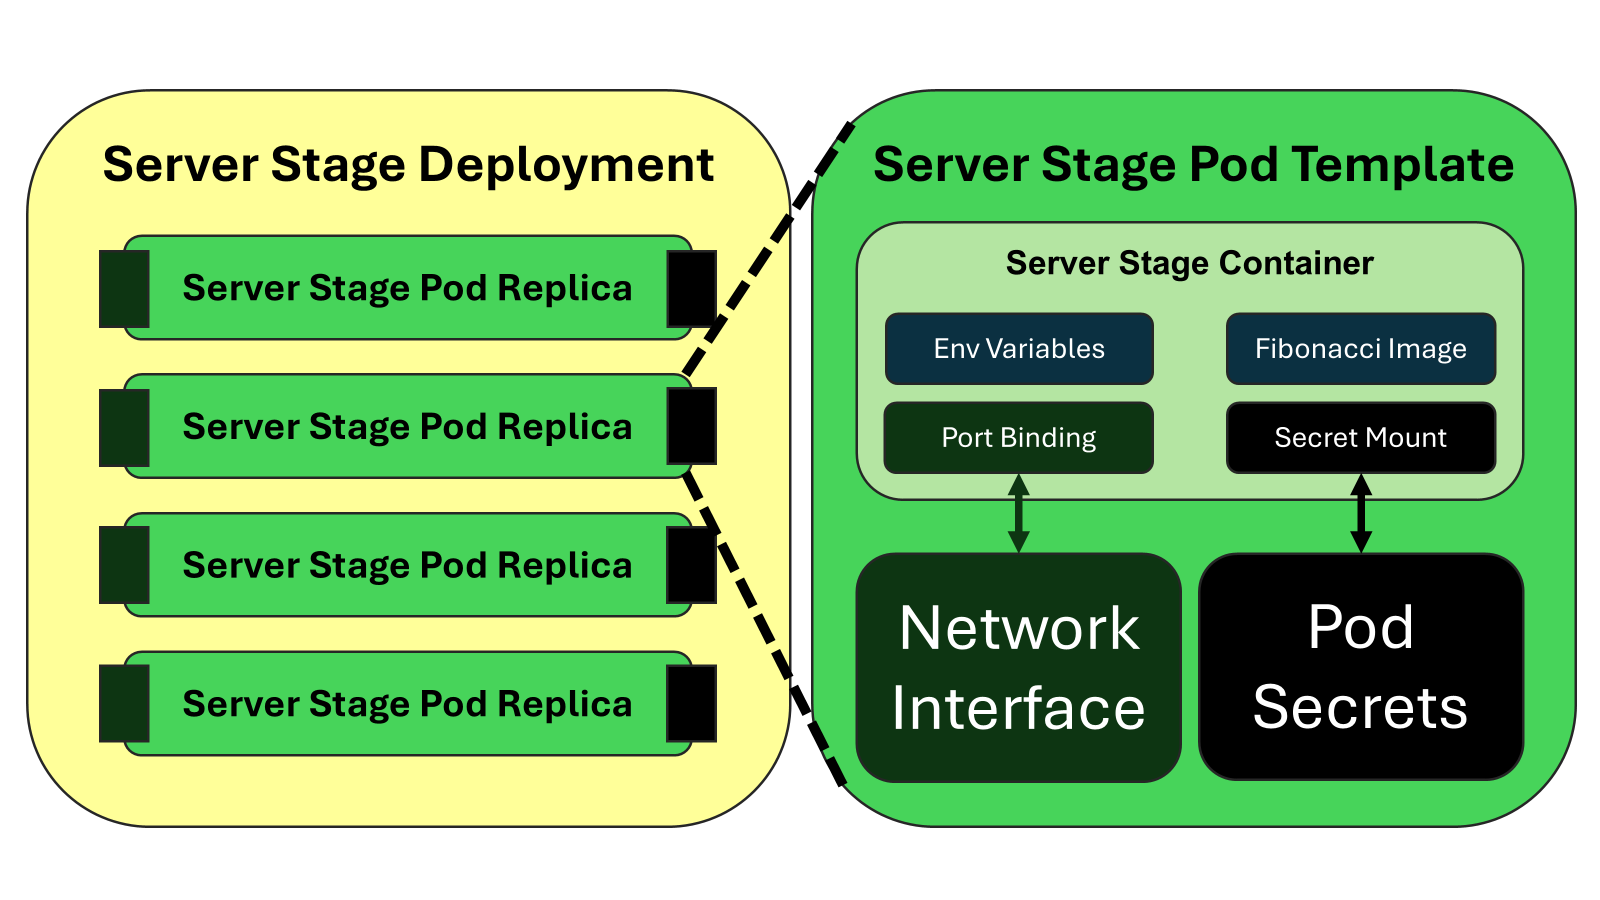 Server Stage Deployment
Server Stage Pod Replica
Server Stage Pod Replica
Server Stage Pod Replica
Server Stage Pod Replica
Server Stage Pod Template
Server Stage Container
Env Variables
Fibonacci Image
Port Binding
Secret Mount
Network
Interface
Pod
Secrets